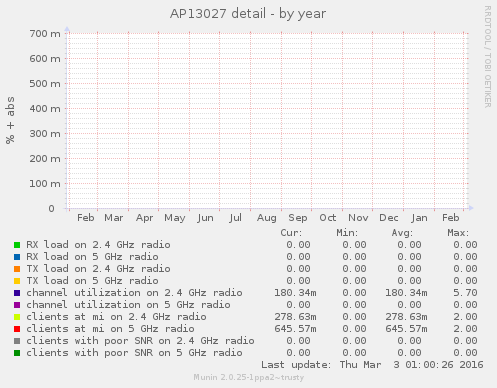 AP13027 detail - by year
RRDTOOL / TOBI OETIKER
% + abs
700 m
600 m
500 m
400 m
300 m
200 m
100 m
0
Feb Mar Apr May Jun Jul Aug Sep Oct Nov Dec Jan Feb
Cur: Min: Avg: Max:
RX load on 2.4 GHz radio 0.00 0.00 0.00 0.00
RX load on 5 GHz radio 0.00 0.00 0.00 0.00
TX load on 2.4 GHz radio 0.00 0.00 0.00 0.00
TX load on 5 GHz radio 0.00 0.00 0.00 0.00
channel utilization on 2.4 GHz radio 180.34m 0.00 180.34m 5.70
channel utilization on 5 GHz radio 0.00 0.00 0.00 0.00
clients at mi on 2.4 GHz radio 278.63m 0.00 278.63m 2.00
clients at mi on 5 GHz radio 645.57m 0.00 645.57m 2.00
clients with poor SNR on 2.4 GHz radio 0.00 0.00 0.00 0.00
clients with poor SNR on 5 GHz radio 0.00 0.00 0.00 0.00
Last update: Thu Mar 3 01:00:26 2016
Munin 2.0.25-1ppa2~trusty